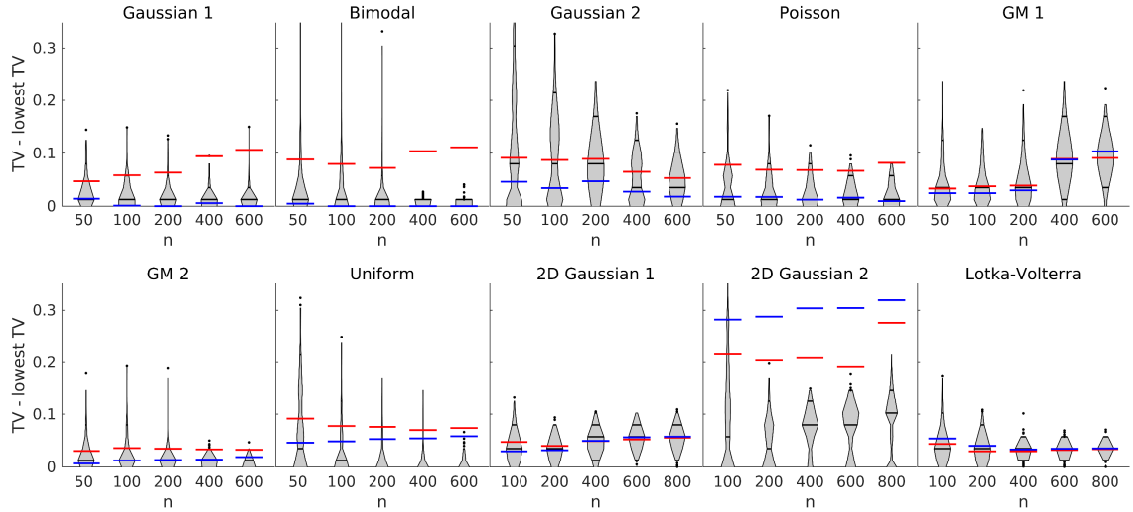 Gaussian 1 Bimodal Gaussian 2 Poisson GM 1
TV - lowest TV
0.3
0.2
0.1
0
50 100 200 400 600 50 100 200 400 600 50 100 200 400 800 50 100 200 400 600 50 100 200 400 600
n n n n n
GM 2 Uniform 2D Gaussian 1 2D Gaussian 2 Lotka-Volterra
TV - lowest TV
0.3
0.2
0.1
0
50 100 200 400 600 50 100 200 400 600 100 200 400 600 800 100 200 400 600 800 100 200 400 600 800
n n n n n